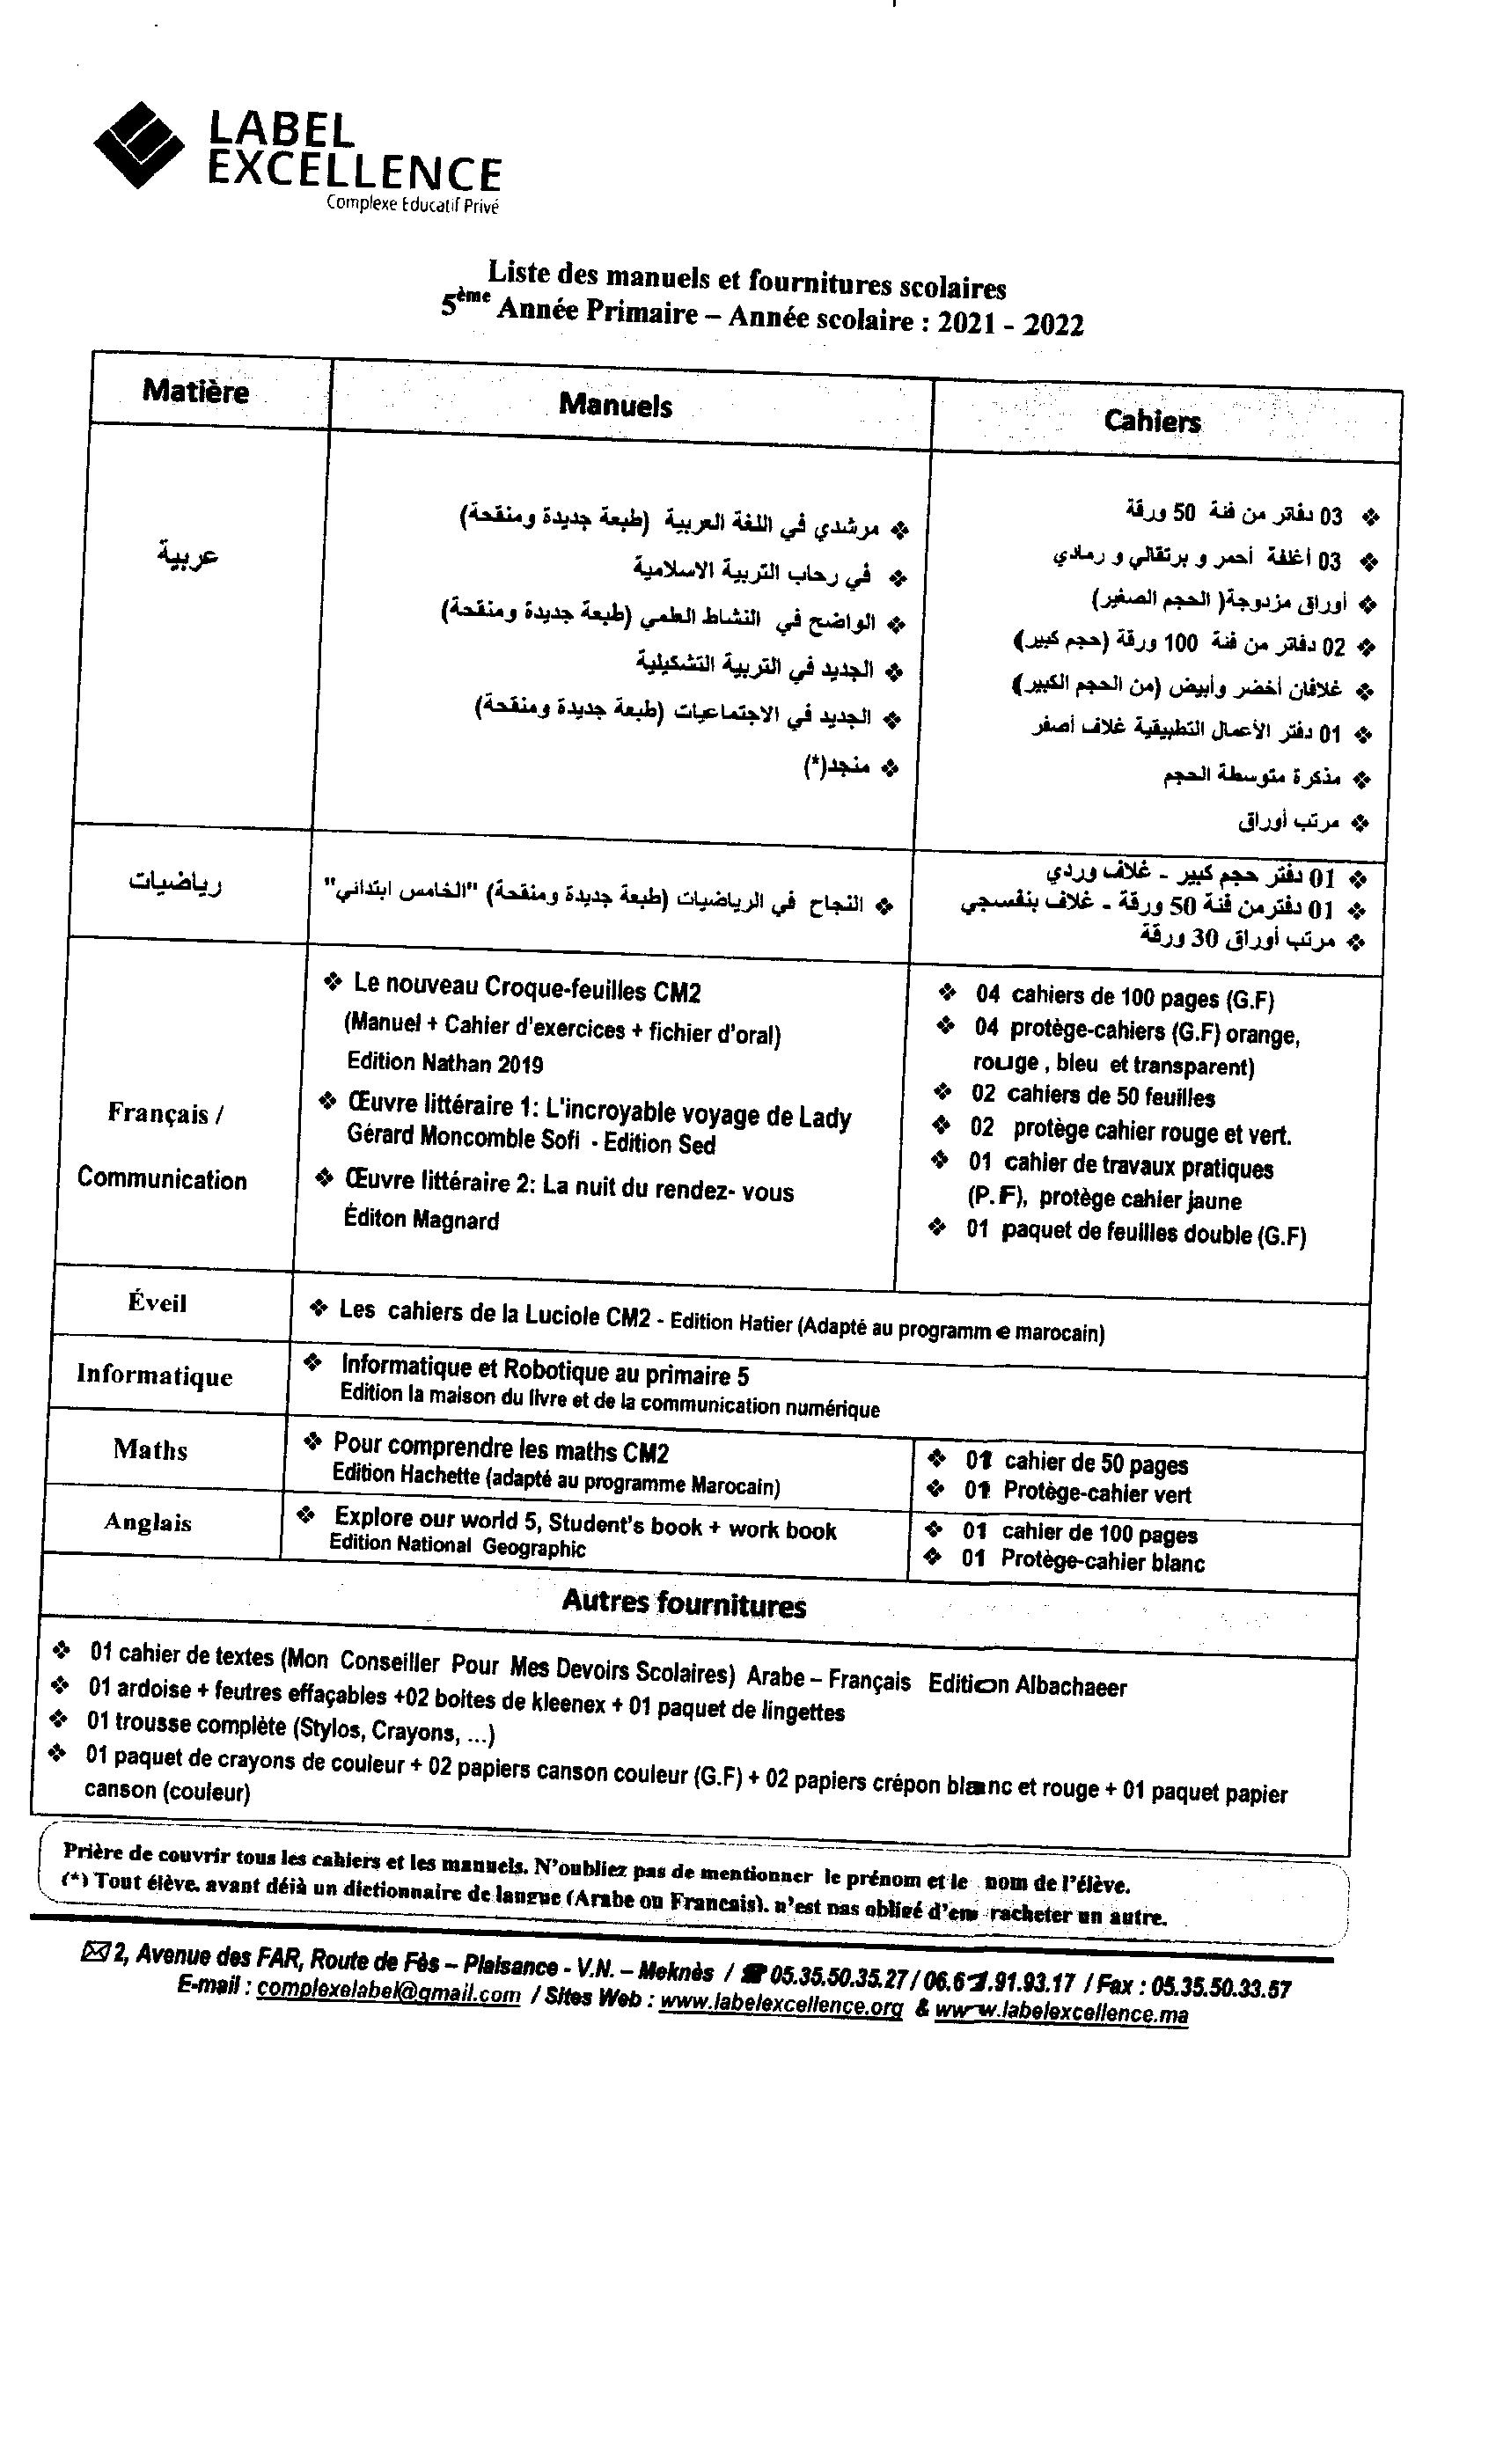 LABEL
EXCELLENCE
Complexe Educatif Privé
Liste des manuels et fournitures scolaires
5ème Année Primaire – Année scolaire : 2021 - 2022
Matière
Manuels
Cahiers
عربية
❖ مرشدي في اللغة العربية (طبعة جديدة ومنقحة)
❖ في رحاب التربية الاسلامية
❖ الواضح في النشاط العلمي (طبعة جديدة ومنقحة)
❖ الجديد في التربية التشكيلية
❖ الجديد في الاجتماعيات (طبعة جديدة ومنقحة)
❖ منجد(*)
❖ 03 دفاتر من فئة 50 ورقة
❖ 03 أغلفة أحمر و برتقالي و رمادي
❖ أوراق مزدوجة( الحجم الصغير)
❖ 02 دفاتر من فئة 100 ورقة (حجم كبير)
❖ غلافان أخضر وأبيض (من الحجم الكبير)
❖ 01 دفتر الأعمال التطبيقية غلاف أصفر
❖ مذكرة متوسطة الحجم
❖ مرتب أوراق
رياضيات
❖ النجاح في الرياضيات (طبعة جديدة ومنقحة) "الخامس ابتدائي"
❖ 01 دفتر حجم كبير - غلاف وردي
❖ 01 دفترمن فئة 50 ورقة - غلاف بنفسجي
❖ مرتب أوراق 30 ورقة
Français /
Communication
❖ Le nouveau Croque-feuilles CM2
(Manuel + Cahier d'exercices + fichier d'oral)
Edition Nathan 2019
❖ Œuvre littéraire 1: L'incroyable voyage de Lady
Gérard Moncomble Sofi - Edition Sed
❖ Œuvre littéraire 2: La nuit du rendez- vous
Éditon Magnard
❖ 04 cahiers de 100 pages (G.F)
❖ 04 protège-cahiers (G.F) orange,
rouge , bleu et transparent)
❖ 02 cahiers de 50 feuilles
❖ 02 protège cahier rouge et vert.
❖ 01 cahier de travaux pratiques
(P.F), protège cahier jaune
❖ 01 paquet de feuilles double (G.F)
Éveil
❖ Les cahiers de la Luciole CM2 - Edition Hatier (Adapté au programme marocain)
Informatique
❖ Informatique et Robotique au primaire 5
Edition la maison du livre et de la communication numérique
Maths
❖ Pour comprendre les maths CM2
Edition Hachette (adapté au programme Marocain)
❖ 01 cahier de 50 pages
❖ 01 Protège-cahier vert
Anglais
❖ Explore our world 5, Student's book + work book
Edition National Geographic
❖ 01 cahier de 100 pages
❖ 01 Protège-cahier blanc
Autres fournitures
❖ 01 cahier de textes (Mon Conseiller Pour Mes Devoirs Scolaires) Arabe – Français Edition Albachaeer
❖ 01 ardoise + feutres effaçables +02 boites de kleenex + 01 paquet de lingettes
❖ 01 trousse complète (Stylos, Crayons, ...)
❖ 01 paquet de crayons de couleur + 02 papiers canson couleur (G.F) + 02 papiers crépon blanc et rouge + 01 paquet papier
canson (couleur)
Prière de couvrir tous les cahiers et les manuels. N'oubliez pas de mentionner le prénom et le nom de l'élève.
(*) Tout élève, ayant déjà un dictionnaire de langue (Arabe ou Français), n'est pas obligé d'en racheter un autre.
✉ 2, Avenue des FAR, Route de Fès – Plaisance - V.N. – Meknès / ☎ 05.35.50.35.27 / 06.61.91.93.17 / Fax : 05.35.50.33.57
E-mail : complexelabel@gmail.com / Sites Web : www.labelexcellence.org & www.labelexcellence.ma